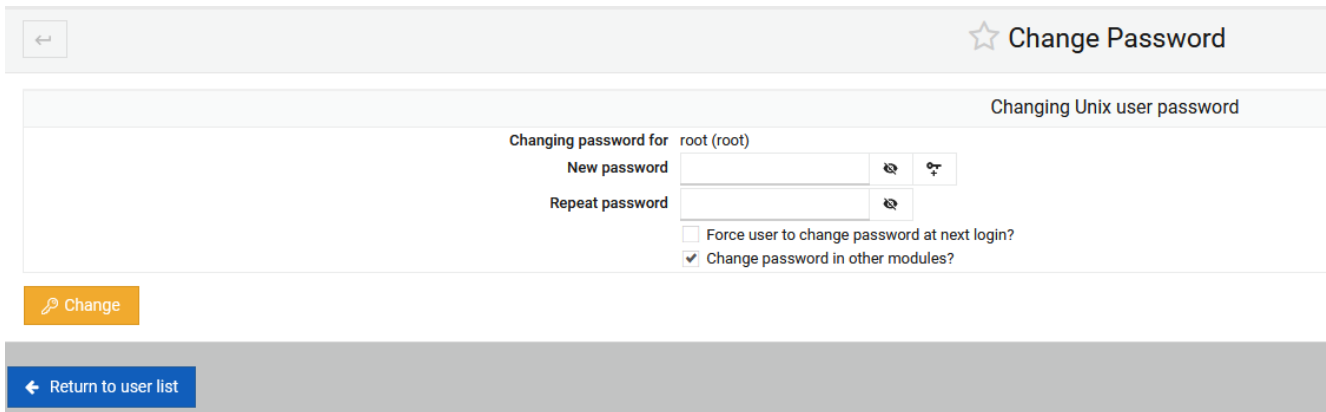 Change Password
Changing Unix user password
Changing password for root (root)
New password
Repeat password
Force user to change password at next login?
Change password in other modules?
Change
Return to user list